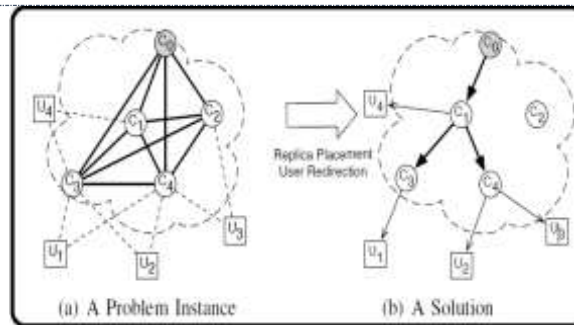 C0 C0
U4 C1 C2 U4 C1 C2
Replica Placement
User Redirection
C3 C4 C3 C4
U1 U2 U3 U1 U2 U3
(a) A Problem Instance (b) A Solution